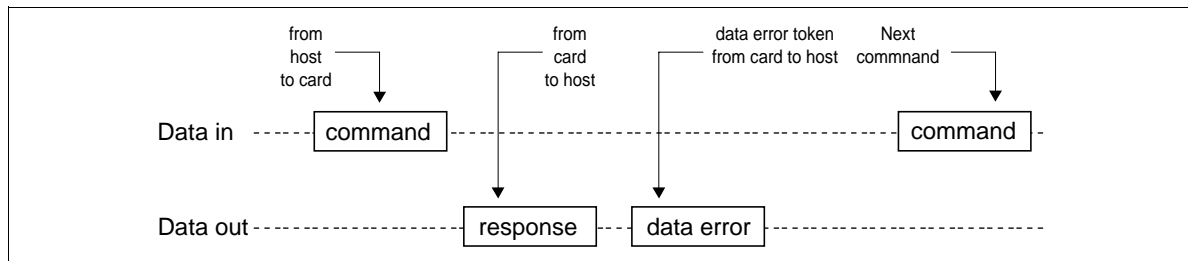 from
host
to card
from
card
to host
data error token
from card to host
Next
commnand
Data in
command
command
Data out
response
data error